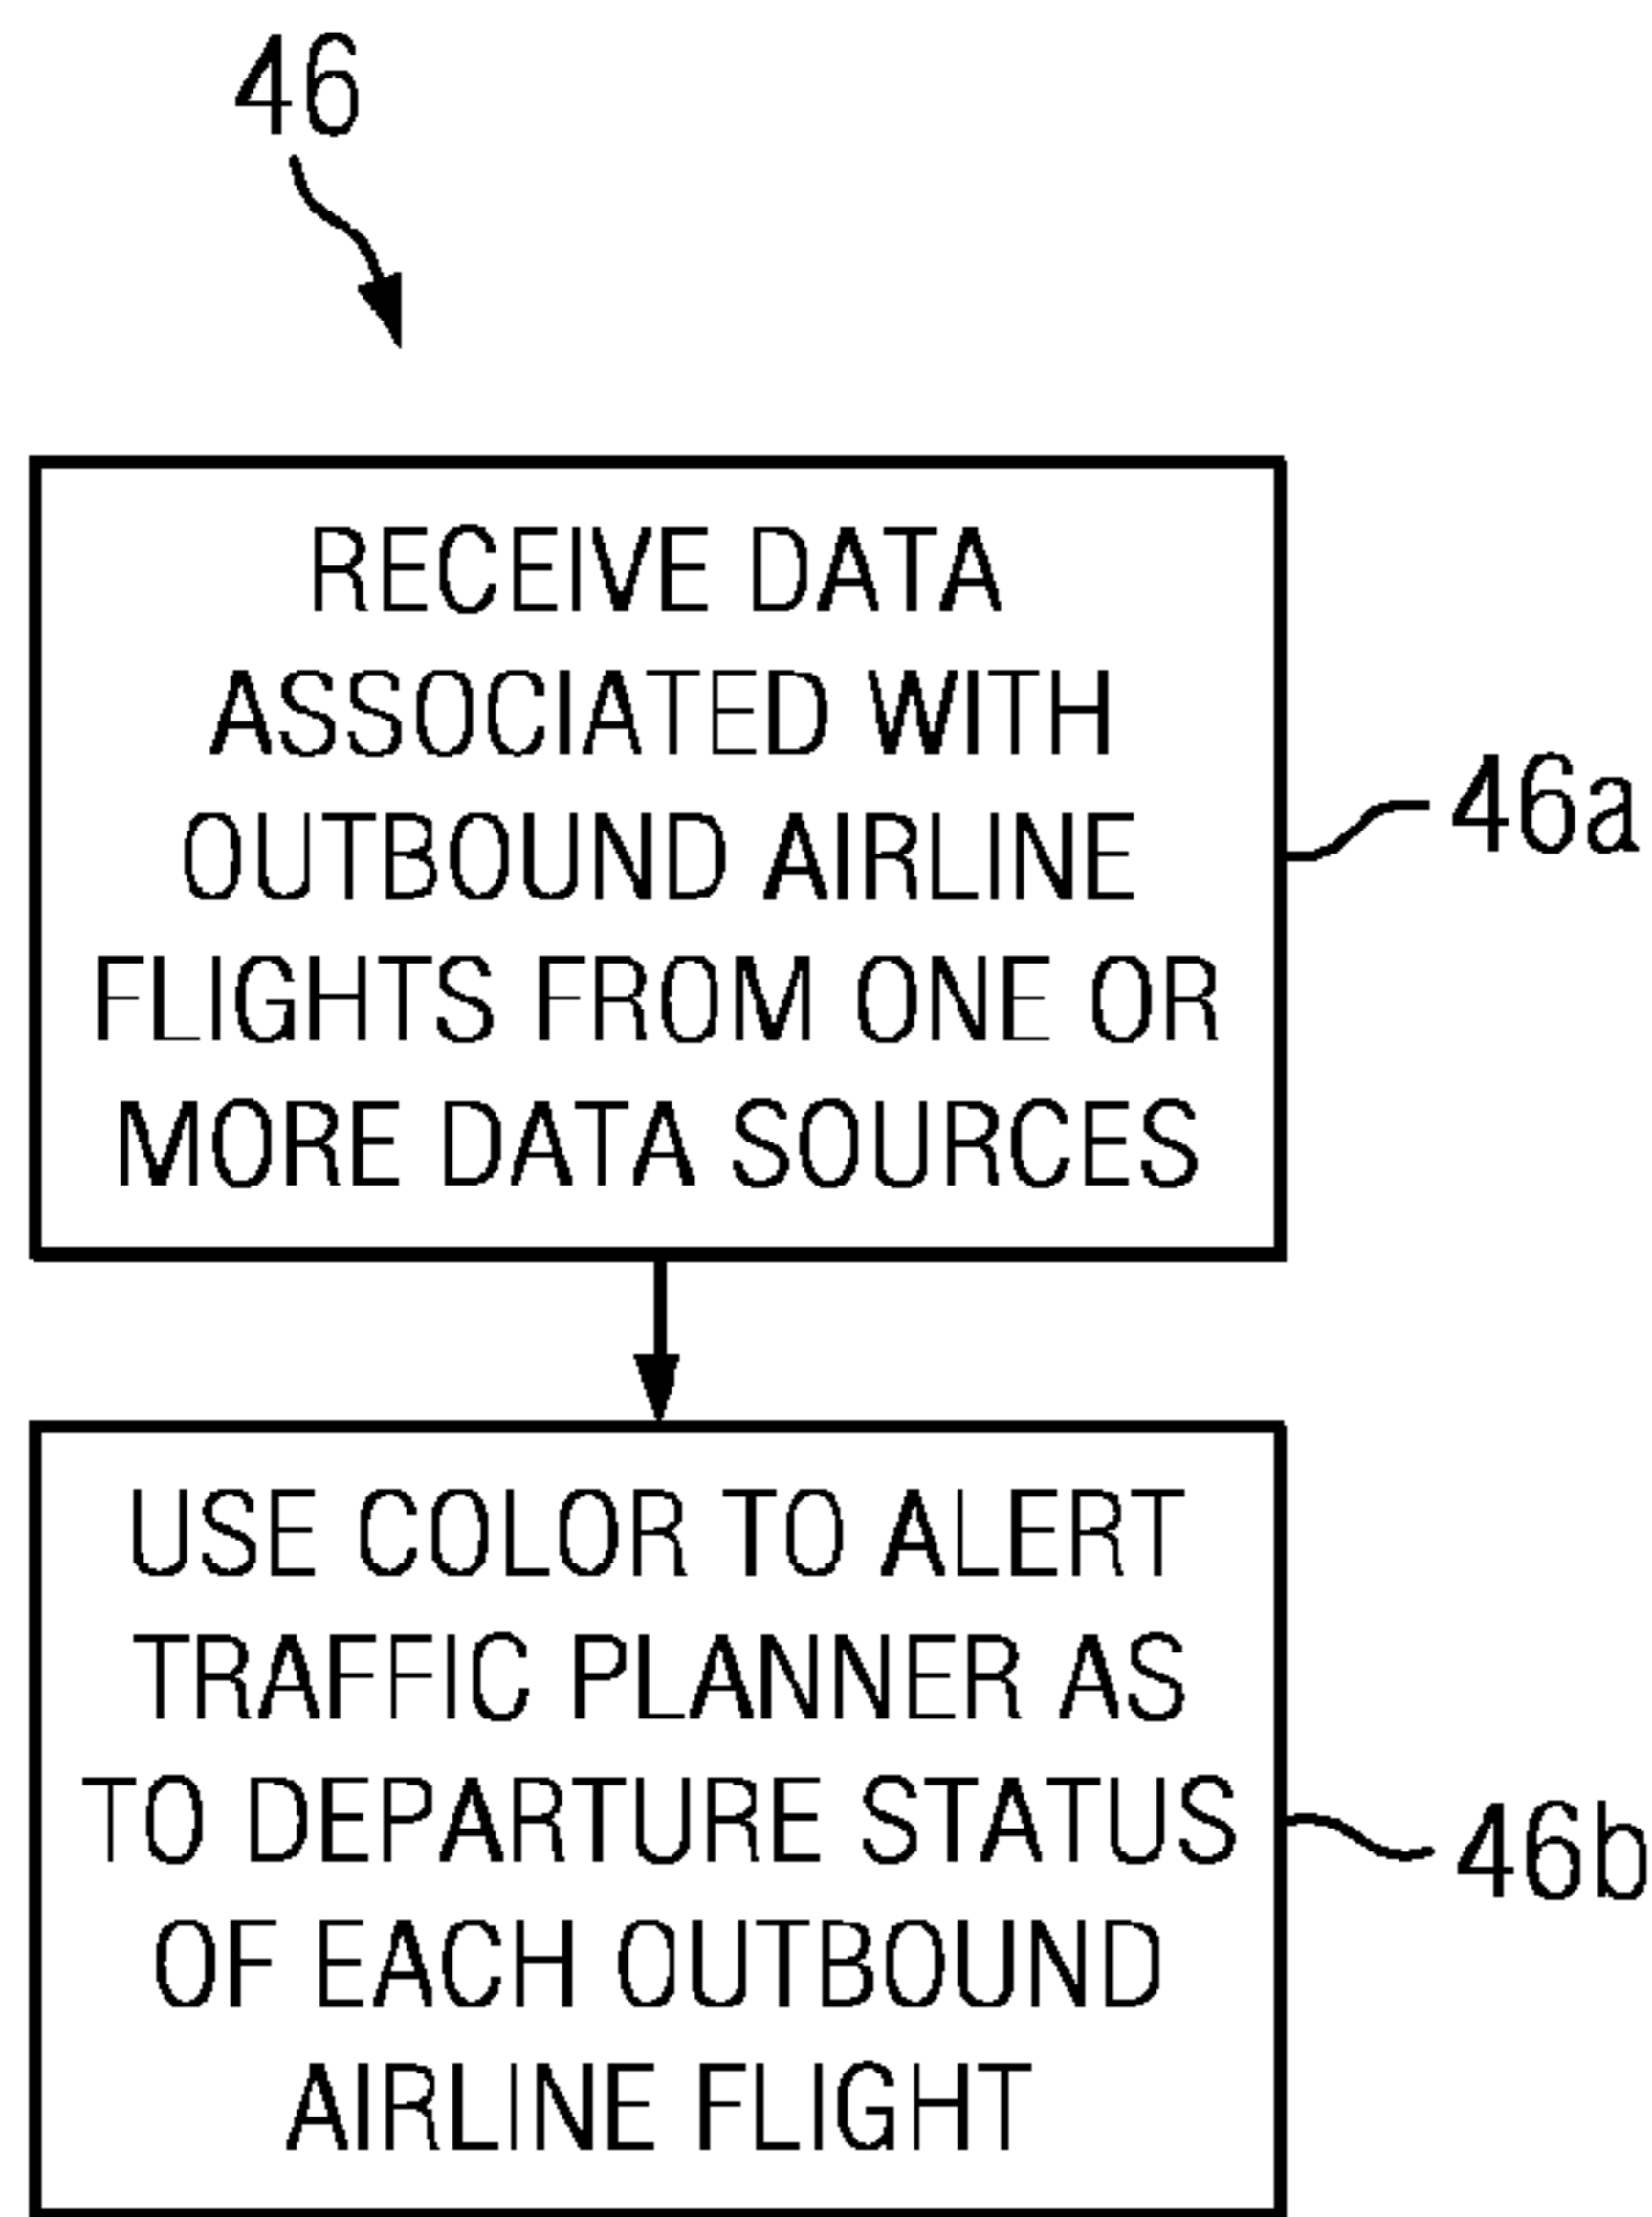 46
RECEIVE DATA
ASSOCIATED WITH
OUTBOUND AIRLINE
FLIGHTS FROM ONE OR
MORE DATA SOURCES
46a
USE COLOR TO ALERT
TRAFFIC PLANNER AS
TO DEPARTURE STATUS
OF EACH OUTBOUND
AIRLINE FLIGHT
46b